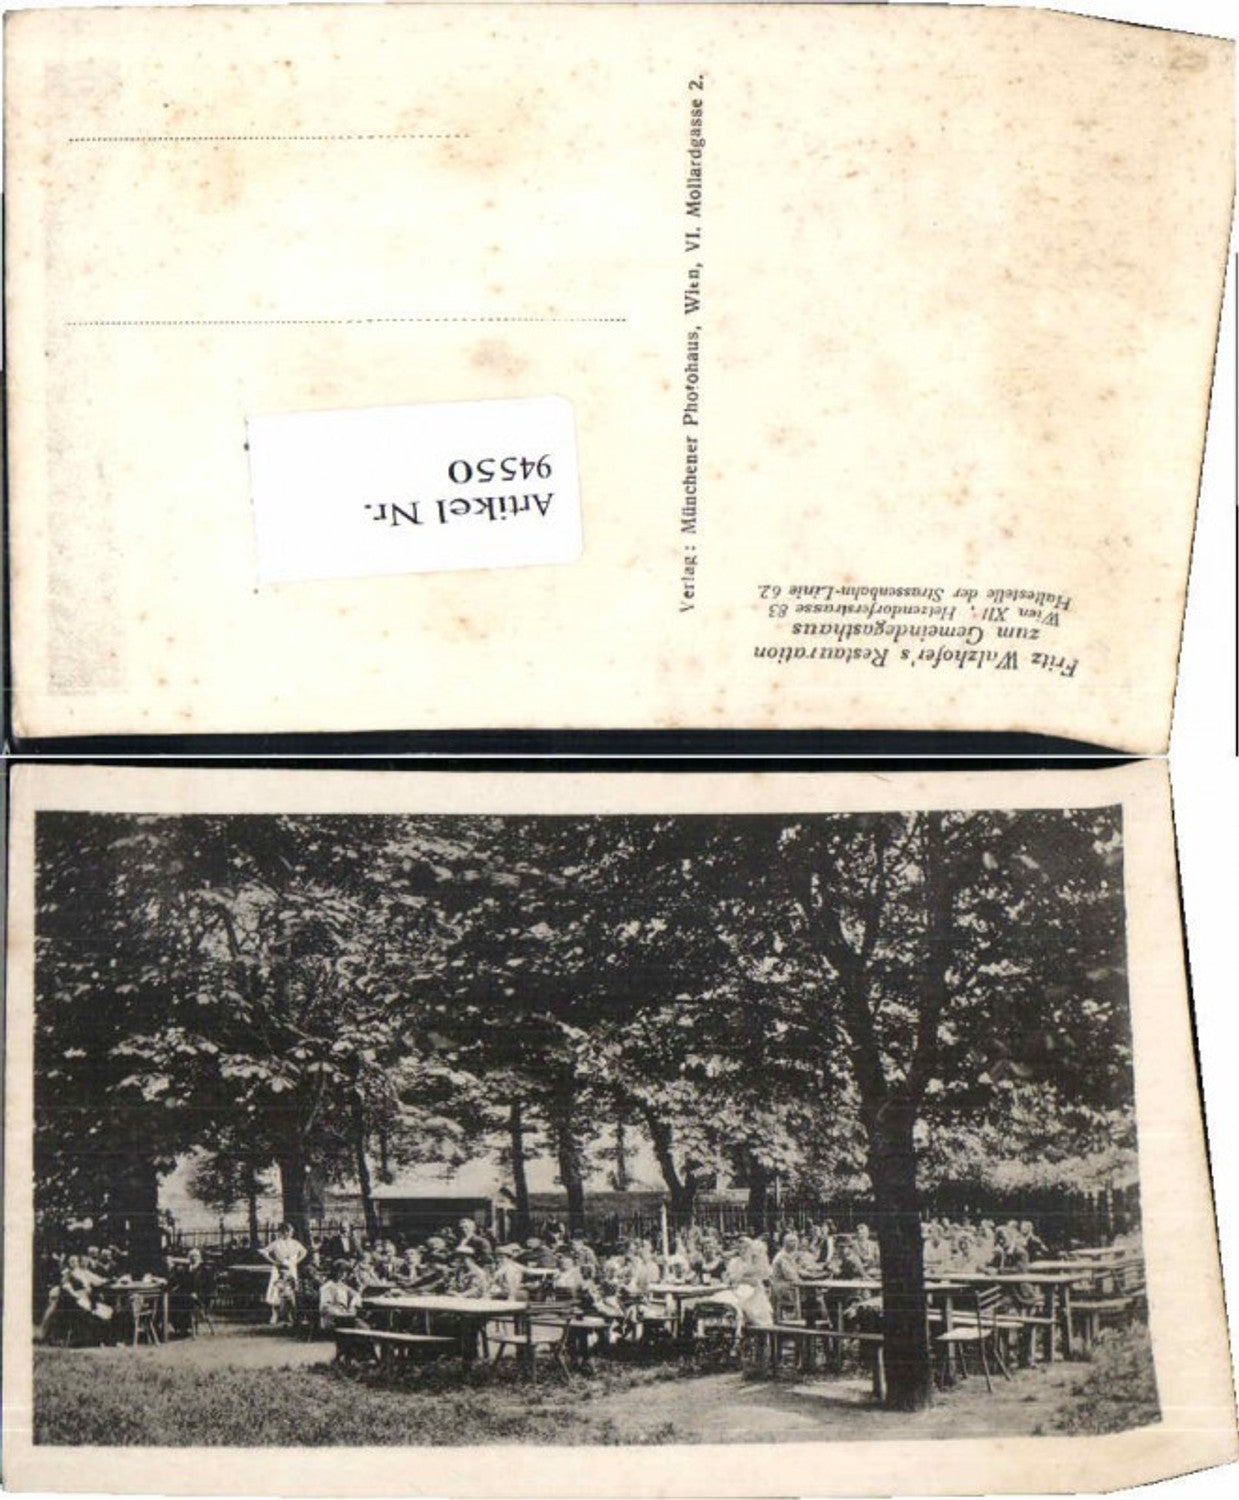 Fritz Walzhofer's Restauration
zum Gemeindegasthaus
Wien XII., Hetzendorferstrasse 83
Haltestelle der Strassenbahn-Linie 62.
Verlag: Münchener Photohaus, Wien, VI. Mollardgasse 2.
Artikel Nr.
94550